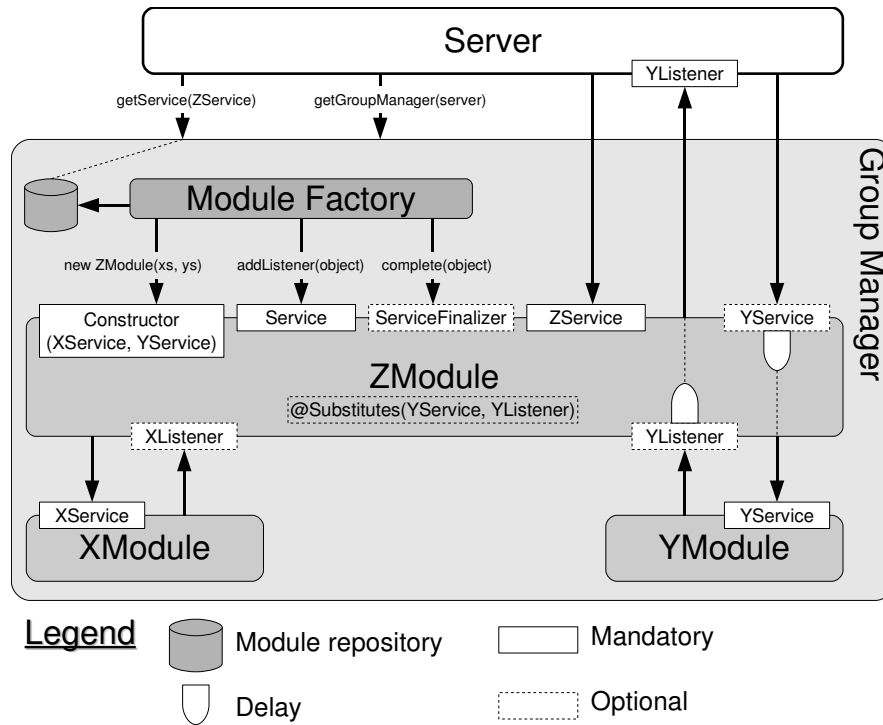 Server
YListener
getService(ZService)
getGroupManager(server)
Group Manager
Module Factory
new ZModule(xs, ys)
addListener(object)
complete(object)
Constructor
(XService, YService)
Service
ServiceFinalizer
ZService
YService
ZModule
@Substitutes(YService, YListener)
XListener
YListener
XService
YService
XModule
YModule
Legend
Module repository
Mandatory
Delay
Optional